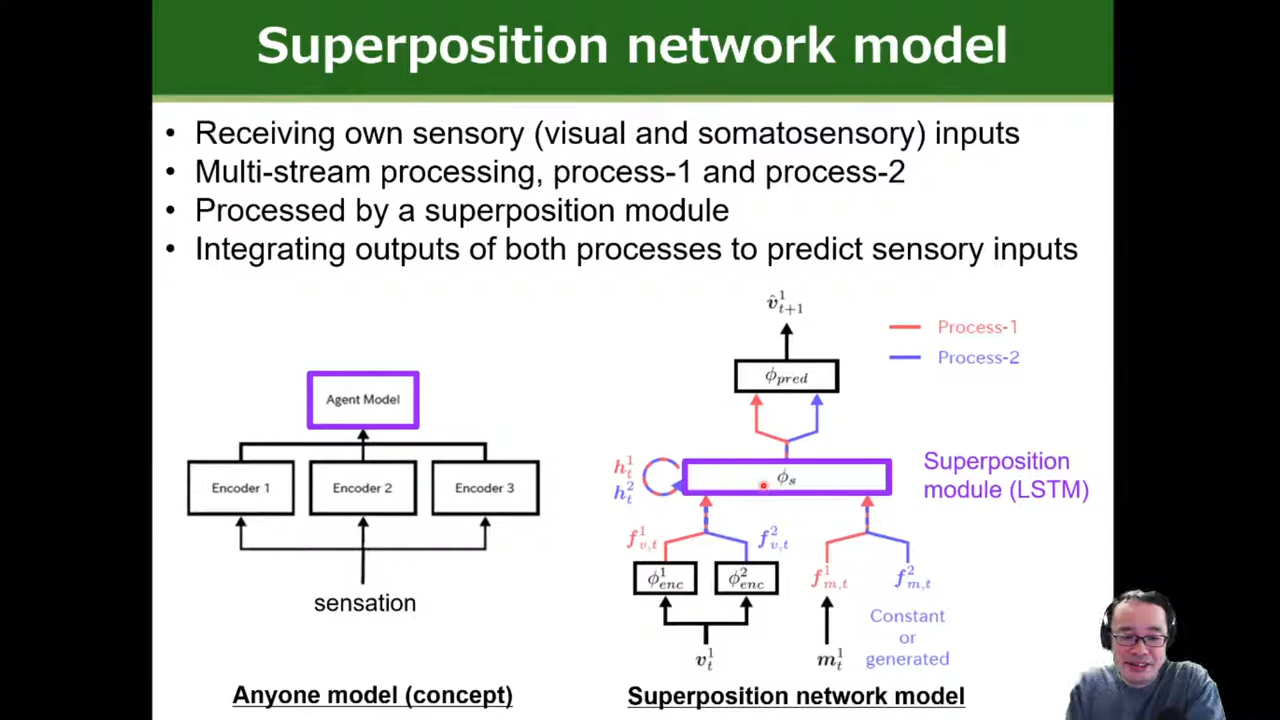 Superposition network model
• Receiving own sensory (visual and somatosensory) inputs
• Multi-stream processing, process-1 and process-2
• Processed by a superposition module
• Integrating outputs of both processes to predict sensory inputs
Agent Model
Encoder 1
Encoder 2
Encoder 3
sensation
Anyone model (concept)
v̂¹ₜ₊₁
Process-1
Process-2
ϕ_pred
h¹ₜ
h²ₜ
ϕₛ
Superposition
module (LSTM)
f¹ᵥ,ₜ
f²ᵥ,ₜ
ϕ¹_enc
ϕ²_enc
f¹ₘ,ₜ
f²ₘ,ₜ
Constant
or
generated
v¹ₜ
m¹ₜ
Superposition network model